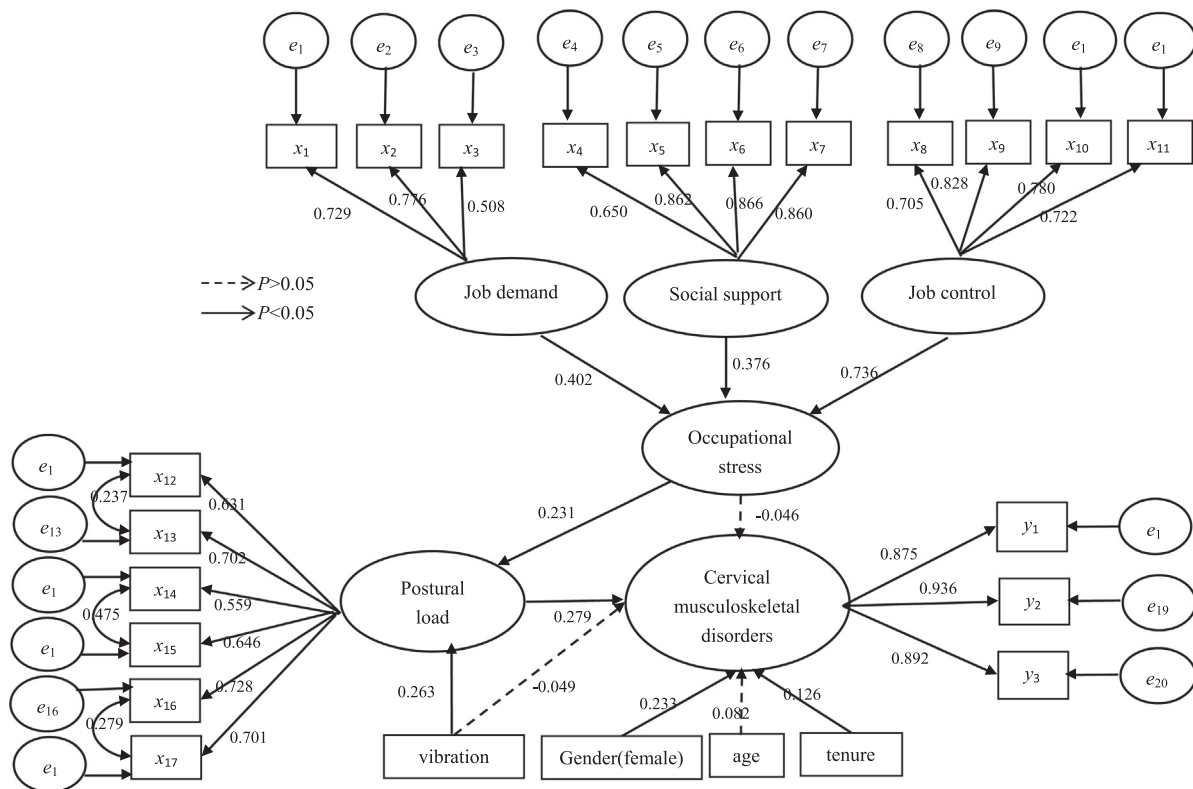 e₁ e₂ e₃ e₄ e₅ e₆ e₇ e₈ e₉ e₁ e₁
x₁ x₂ x₃ x₄ x₅ x₆ x₇ x₈ x₉ x₁₀ x₁₁
0.729 0.776 0.508 0.650 0.862 0.866 0.860 0.705 0.828 0.780 0.722
P>0.05
P<0.05
Job demand Social support Job control
0.402 0.376 0.736
Occupational
stress
e₁ x₁₂ 0.631
0.237
e₁₃ x₁₃ 0.702
e₁ x₁₄ 0.559
0.475
e₁ x₁₅ 0.646
e₁₆ x₁₆ 0.728
0.279
e₁ x₁₇ 0.701
0.231 -0.046
Postural
load
0.279
Cervical
musculoskeletal
disorders
0.875 y₁ e₁
0.936 y₂ e₁₉
0.892 y₃ e₂₀
0.263 -0.049 0.233 0.082 0.126
vibration Gender(female) age tenure